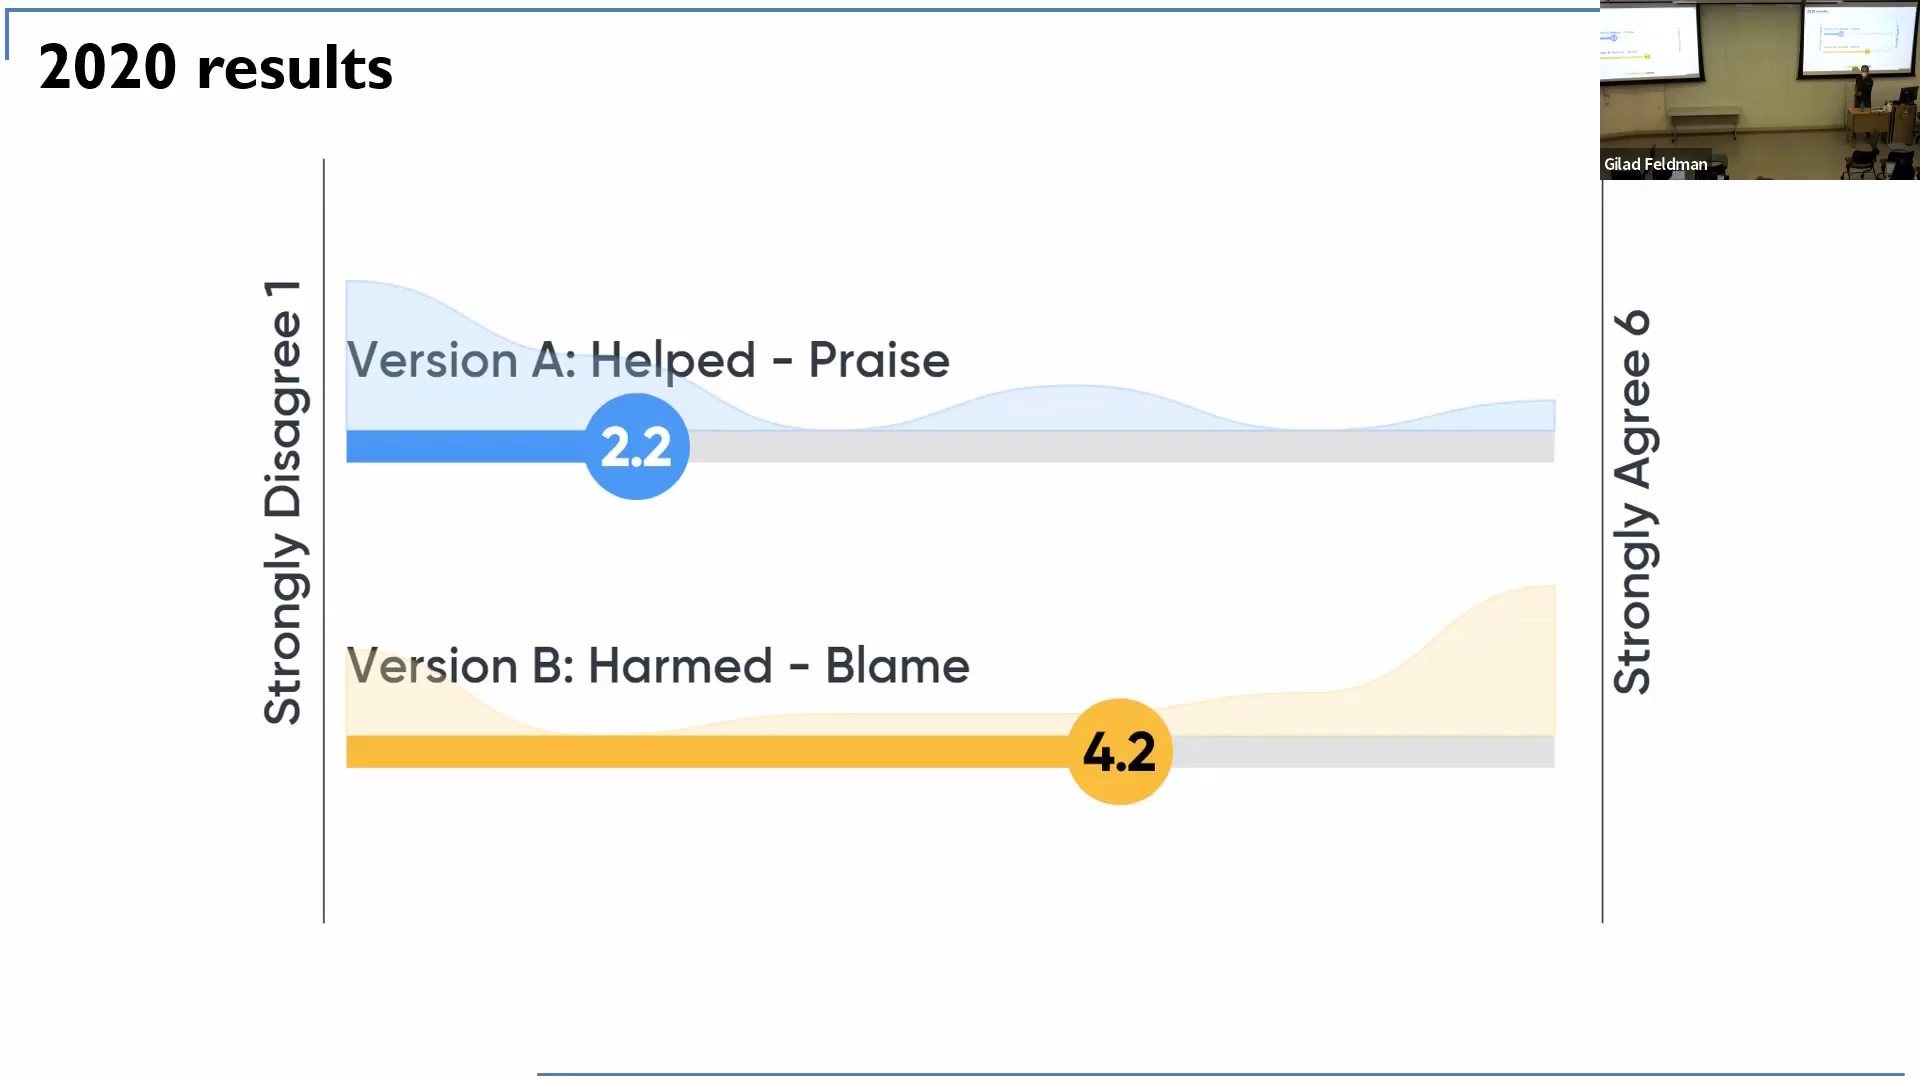 2020 results
Gilad Feldman
Strongly Disagree 1
Version A: Helped - Praise
2.2
Version B: Harmed - Blame
4.2
Strongly Agree 6